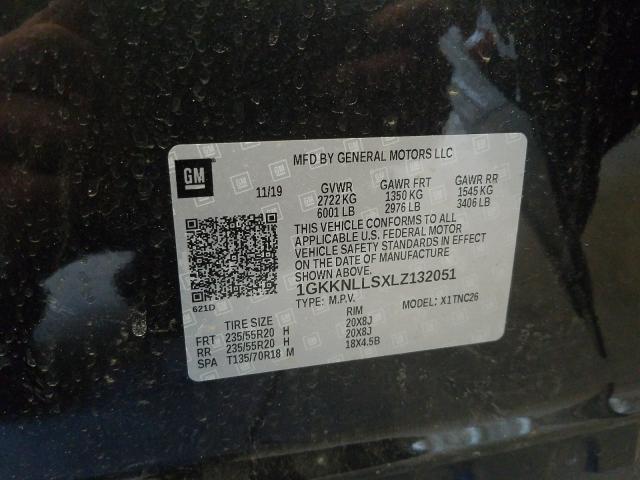 GM
MFD BY GENERAL MOTORS LLC
11/19 GVWR GAWR FRT GAWR RR
2722 KG 1350 KG 1545 KG
6001 LB 2976 LB 3406 LB
THIS VEHICLE CONFORMS TO ALL
APPLICABLE U.S. FEDERAL MOTOR
VEHICLE SAFETY STANDARDS IN EFFECT
ON THE DATE OF MANUFACTURE
SHOWN ABOVE.
1GKKNLLSXLZ132051
621D TYPE: M.P.V. MODEL: X1TNC26
TIRE SIZE RIM
FRT 235/55R20 H 20X8J
RR 235/55R20 H 20X8J
SPA T135/70R18 M 18X4.5B